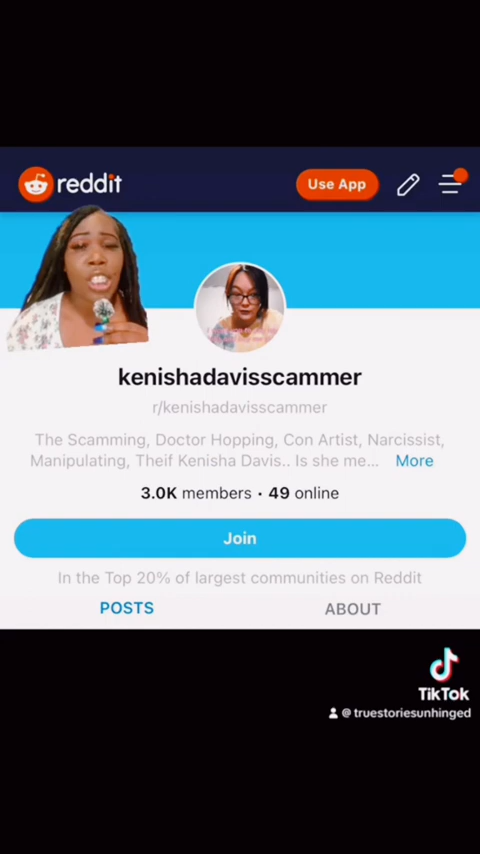 reddit
Use App
kenishadavisscammer
r/kenishadavisscammer
The Scamming, Doctor Hopping, Con Artist, Narcissist,
Manipulating, Theif Kenisha Davis.. Is she me... More
3.0K members • 49 online
Join
In the Top 20% of largest communities on Reddit
POSTS ABOUT
TikTok
@truestoriesunhinged